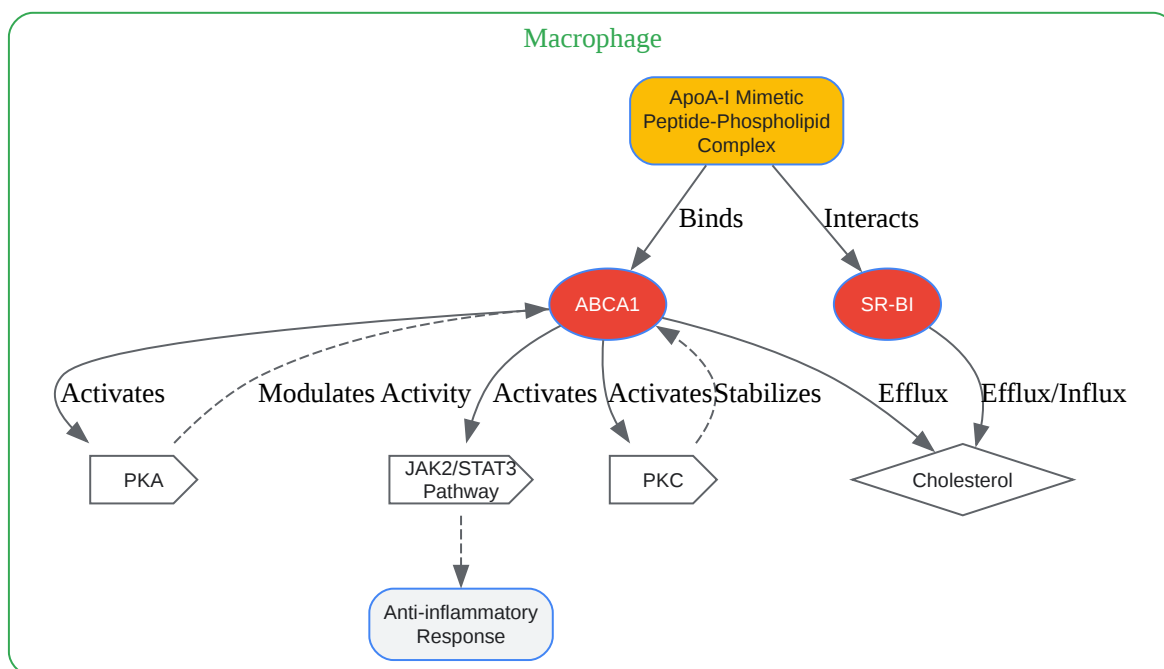 Macrophage
ApoA-I Mimetic
Peptide-Phospholipid
Complex
Binds
Interacts
ABCA1
SR-BI
Activates
Modulates Activity
Activates
Activates
Stabilizes
Efflux
Efflux/Influx
PKA
JAK2/STAT3
Pathway
PKC
Cholesterol
Anti-inflammatory
Response